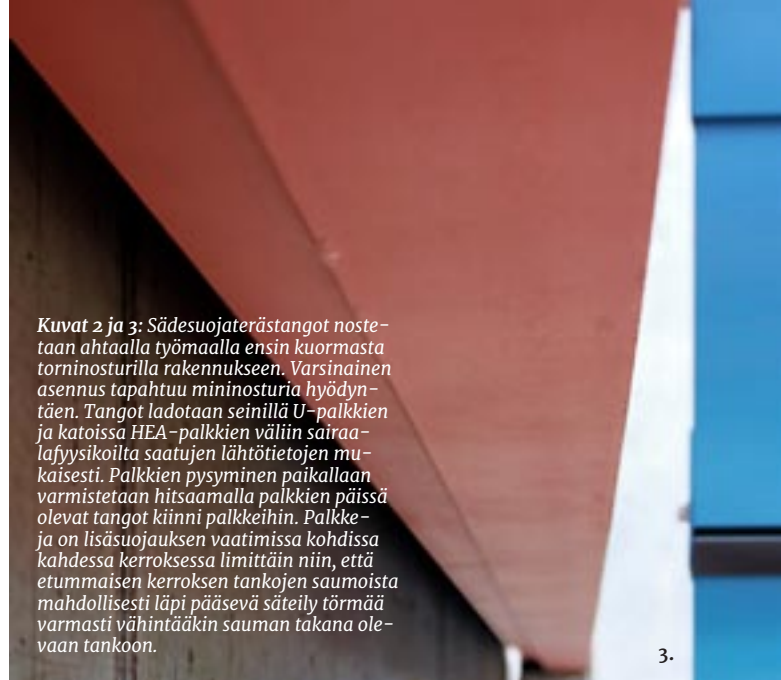 Kuvat 2 ja 3: Sädesuojaterästangot noste-
taan ahtaalla työmaalla ensin kuormasta
torninosturilla rakennukseen. Varsinainen
asennus tapahtuu mininosturia hyödyn-
täen. Tangot ladotaan seinillä U-palkkien
ja katoissa HEA-palkkien väliin sairaa-
lafyysikoilta saatujen lähtötietojen mu-
kaisesti. Palkkien pysyminen paikallaan
varmistetaan hitsaamalla palkkien päissä
olevat tangot kiinni palkkeihin. Palkke-
ja on lisäsuojauksen vaatimissa kohdissa
kahdessa kerroksessa limittäin niin, että
etummaisen kerroksen tankojen saumoista
mahdollisesti läpi pääsevä säteily törmää
varmasti vähintääkin sauman takana ole-
vaan tankoon.
3.